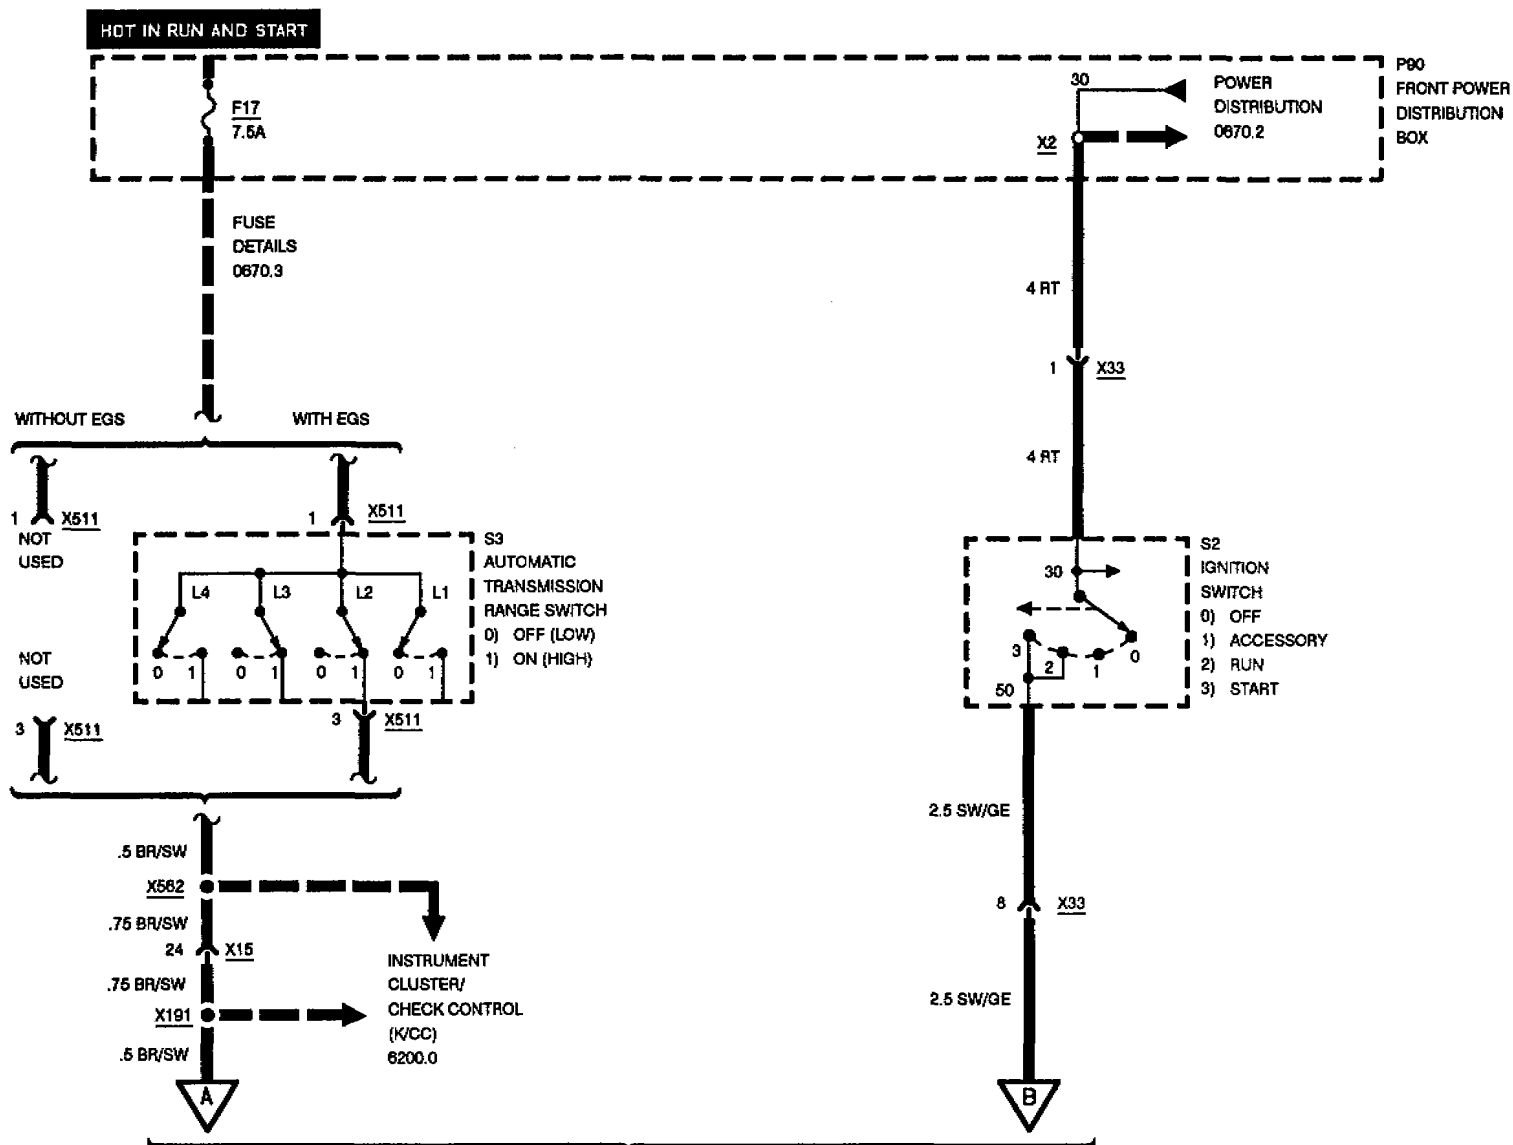 HOT IN RUN AND START
P90
FRONT POWER
DISTRIBUTION
BOX
F17
7.5A
30
POWER
DISTRIBUTION
0670.2
X2
FUSE
DETAILS
0670.3
4 RT
1 X33
4 RT
WITHOUT EGS
WITH EGS
1 X511
NOT
USED
1 X511
S3
AUTOMATIC
TRANSMISSION
RANGE SWITCH
0) OFF (LOW)
1) ON (HIGH)
L4 L3 L2 L1
0 1 0 1 0 1 0 1
NOT
USED
3 X511
3 X511
S2
IGNITION
SWITCH
0) OFF
1) ACCESSORY
2) RUN
3) START
30
3 2 1 0
50
.5 BR/SW
X562
.75 BR/SW
24 X15
.75 BR/SW
X191
.5 BR/SW
INSTRUMENT
CLUSTER/
CHECK CONTROL
(K/CC)
6200.0
2.5 SW/GE
8 X33
2.5 SW/GE
A
B